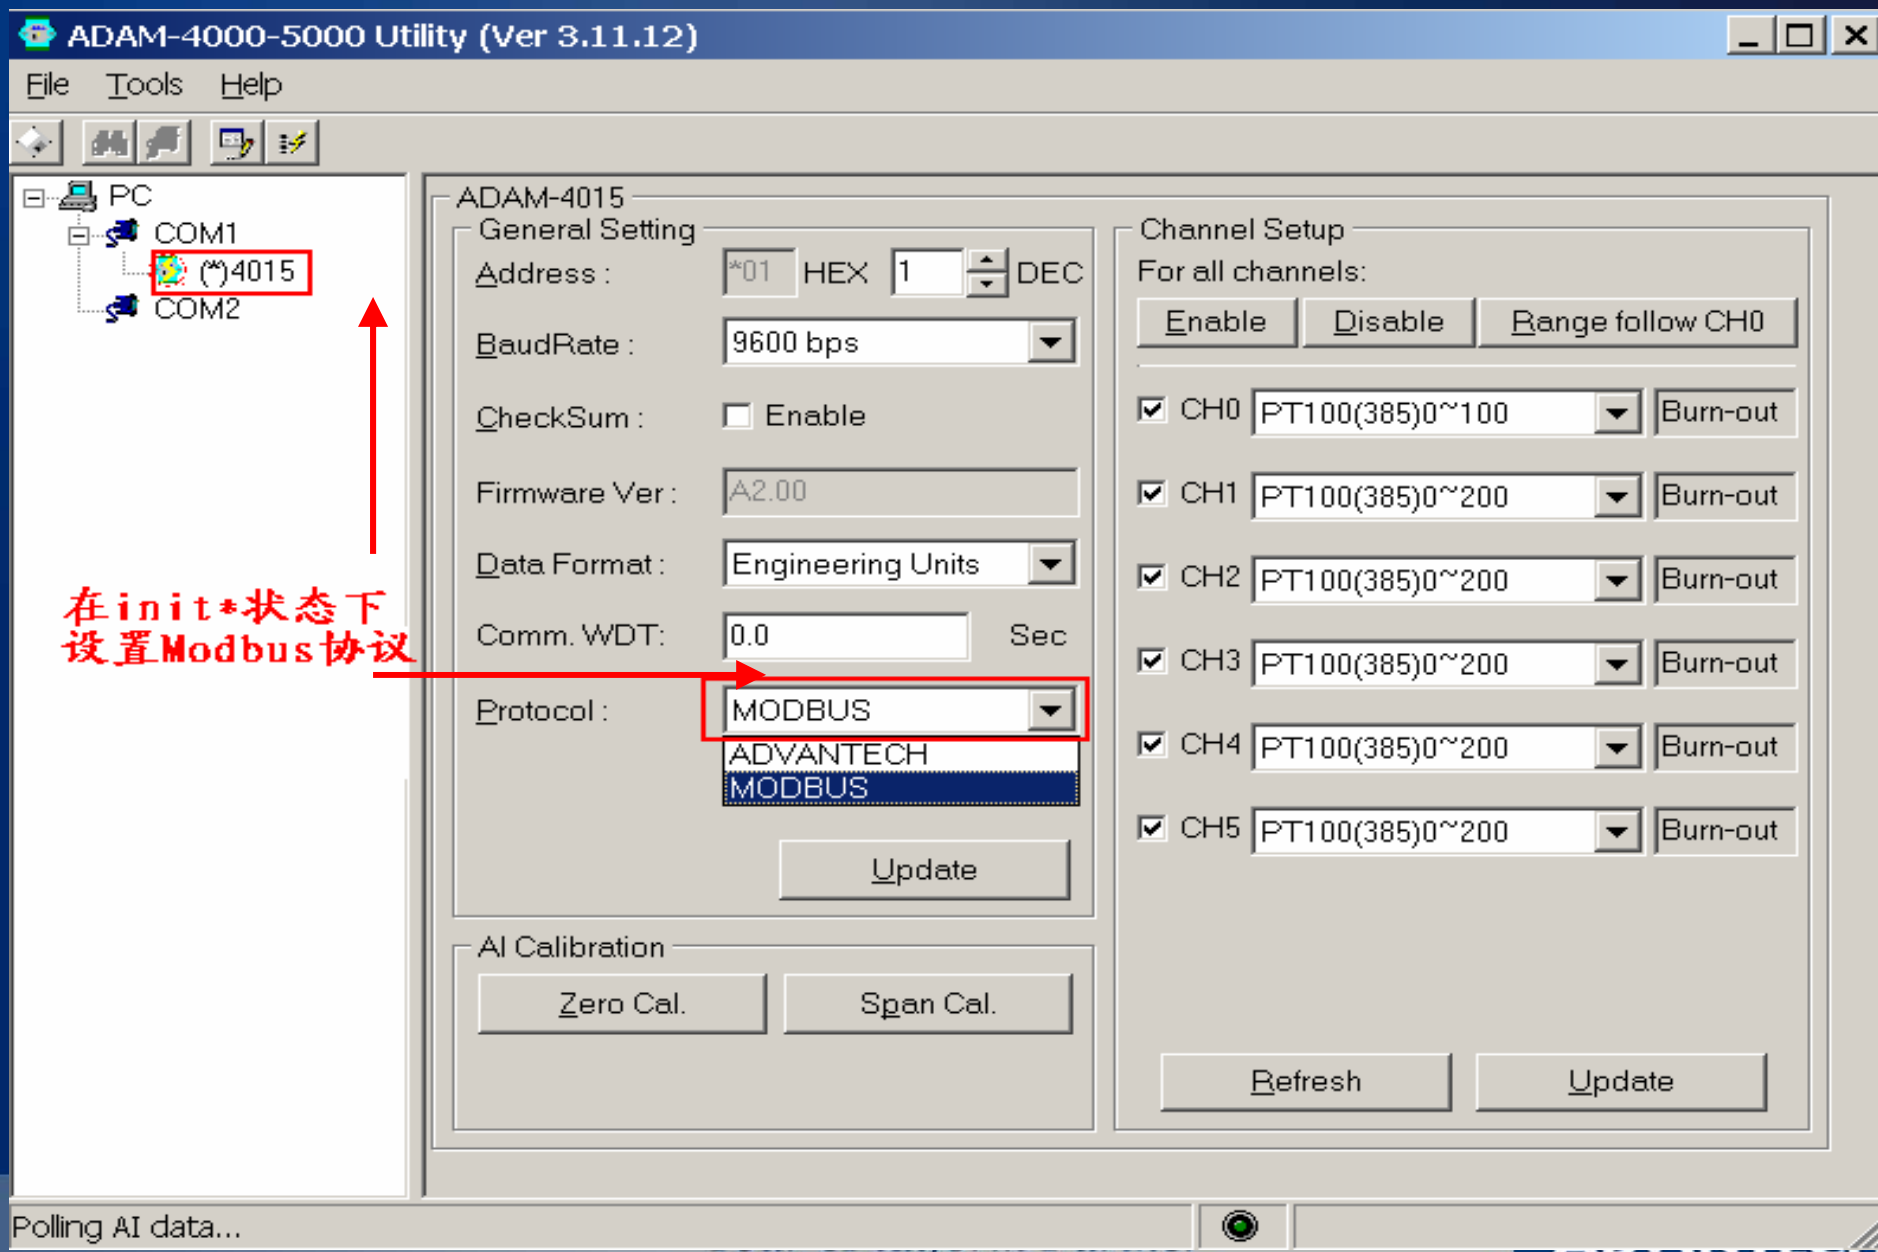 ADAM-4000-5000 Utility (Ver 3.11.12)
File Tools Help
PC
COM1
(*)4015
COM2
在init*状态下
设置Modbus协议
ADAM-4015
General Setting
Address : *01 HEX 1 DEC
BaudRate : 9600 bps
CheckSum : Enable
Firmware Ver : A2.00
Data Format : Engineering Units
Comm. WDT: 0.0 Sec
Protocol : MODBUS
ADVANTECH
MODBUS
Update
AI Calibration
Zero Cal. Span Cal.
Channel Setup
For all channels:
Enable Disable Range follow CH0
CH0 PT100(385)0~100 Burn-out
CH1 PT100(385)0~200 Burn-out
CH2 PT100(385)0~200 Burn-out
CH3 PT100(385)0~200 Burn-out
CH4 PT100(385)0~200 Burn-out
CH5 PT100(385)0~200 Burn-out
Refresh Update
Polling AI data...